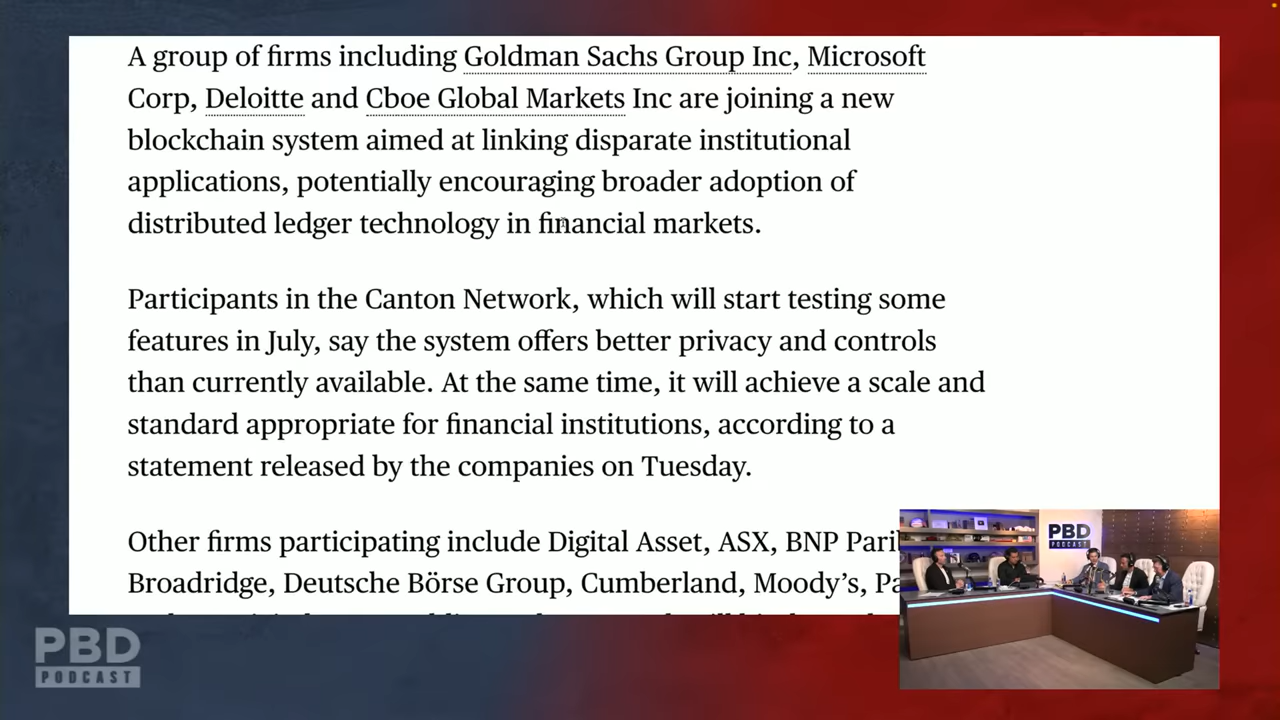 A group of firms including Goldman Sachs Group Inc, Microsoft
Corp, Deloitte and Cboe Global Markets Inc are joining a new
blockchain system aimed at linking disparate institutional
applications, potentially encouraging broader adoption of
distributed ledger technology in financial markets.
Participants in the Canton Network, which will start testing some
features in July, say the system offers better privacy and controls
than currently available. At the same time, it will achieve a scale and
standard appropriate for financial institutions, according to a
statement released by the companies on Tuesday.
Other firms participating include Digital Asset, ASX, BNP Pari
Broadridge, Deutsche Börse Group, Cumberland, Moody's, Pa
PBD
PODCAST
PBD
PODCAST